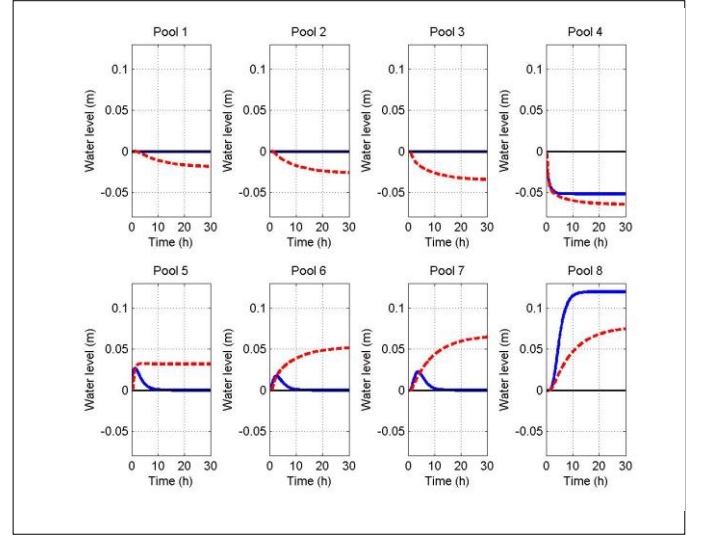 Pool 1 Pool 2 Pool 3 Pool 4
0.1 0.1 0.1 0.1
0.05 0.05 0.05 0.05
0 0 0 0
-0.05 -0.05 -0.05 -0.05
Water level (m) Water level (m) Water level (m) Water level (m)
0 10 20 30 0 10 20 30 0 10 20 30 0 10 20 30
Time (h) Time (h) Time (h) Time (h)
Pool 5 Pool 6 Pool 7 Pool 8
0.1 0.1 0.1 0.1
0.05 0.05 0.05 0.05
0 0 0 0
-0.05 -0.05 -0.05 -0.05
Water level (m) Water level (m) Water level (m) Water level (m)
0 10 20 30 0 10 20 30 0 10 20 30 0 10 20 30
Time (h) Time (h) Time (h) Time (h)